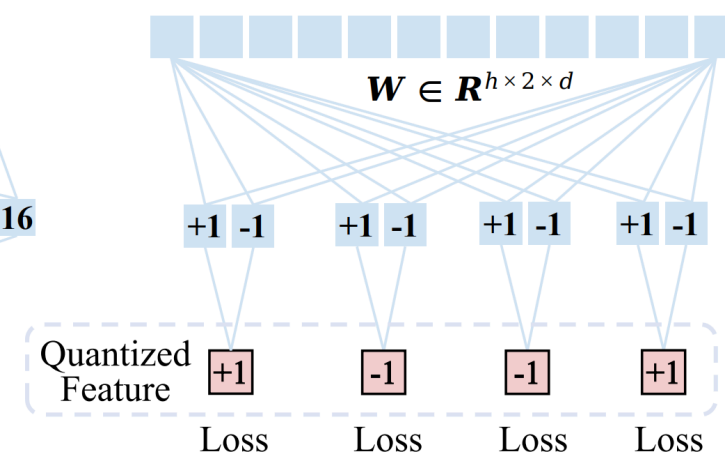 W ∈ R^{h×2×d}
16 +1 -1 +1 -1 +1 -1 +1 -1
Quantized
Feature
+1 -1 -1 +1
Loss Loss Loss Loss